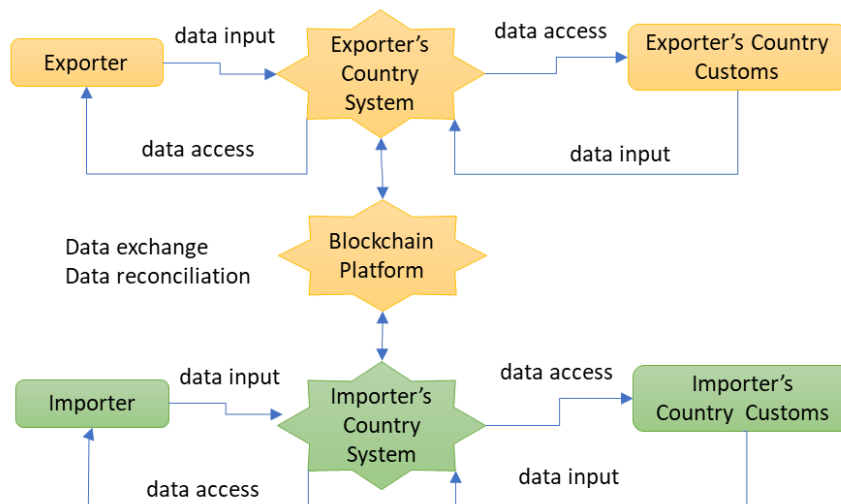 data input
Exporter
Exporter's
Country
System
data access
Exporter's Country
Customs
data access
data input
Data exchange
Data reconciliation
Blockchain
Platform
data input
Importer
Importer's
Country
System
data access
Importer's
Country Customs
data access
data input